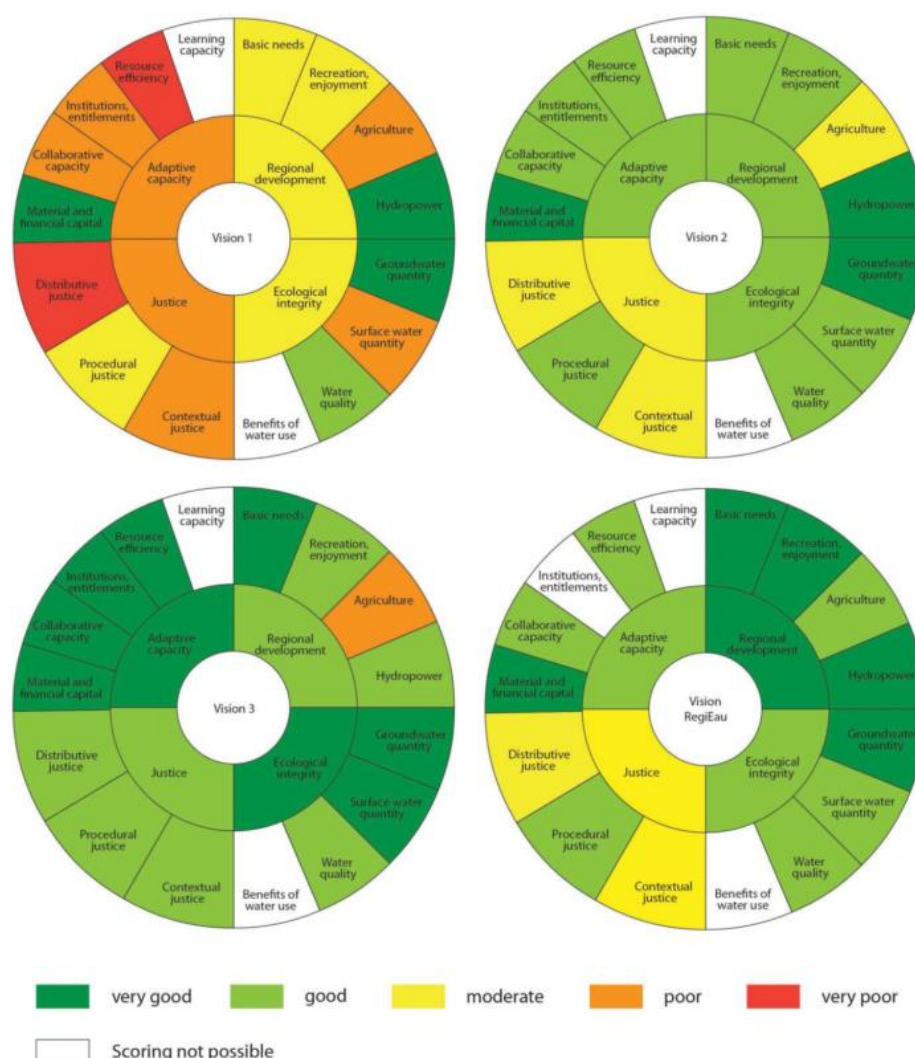 Learning
capacity
Basic needs
Resource
efficiency
Recreation,
enjoyment
Institutions,
entitlements
Agriculture
Collaborative
capacity
Adaptive
capacity
Regional
development
Material and
financial capital
Hydropower
Vision 1
Distributive
justice
Justice
Ecological
integrity
Groundwater
quantity
Surface water
quantity
Procedural
justice
Water
quality
Contextual
justice
Benefits of
water use
Learning
capacity
Basic needs
Resource
efficiency
Recreation,
enjoyment
Institutions,
entitlements
Agriculture
Collaborative
capacity
Adaptive
capacity
Regional
development
Material and
financial capital
Hydropower
Vision 2
Distributive
justice
Justice
Ecological
integrity
Groundwater
quantity
Surface water
quantity
Procedural
justice
Water
quality
Contextual
justice
Benefits of
water use
Learning
capacity
Basic needs
Resource
efficiency
Recreation,
enjoyment
Institutions,
entitlements
Agriculture
Collaborative
capacity
Adaptive
capacity
Regional
development
Material and
financial capital
Hydropower
Vision 3
Distributive
justice
Justice
Ecological
integrity
Groundwater
quantity
Surface water
quantity
Procedural
justice
Water
quality
Contextual
justice
Benefits of
water use
Learning
capacity
Basic needs
Resource
efficiency
Recreation,
enjoyment
Institutions,
entitlements
Agriculture
Collaborative
capacity
Adaptive
capacity
Regional
development
Material and
financial capital
Hydropower
Vision
RegiEau
Distributive
justice
Justice
Ecological
integrity
Groundwater
quantity
Surface water
quantity
Procedural
justice
Water
quality
Contextual
justice
Benefits of
water use
very good
good
moderate
poor
very poor
Scoring not possible